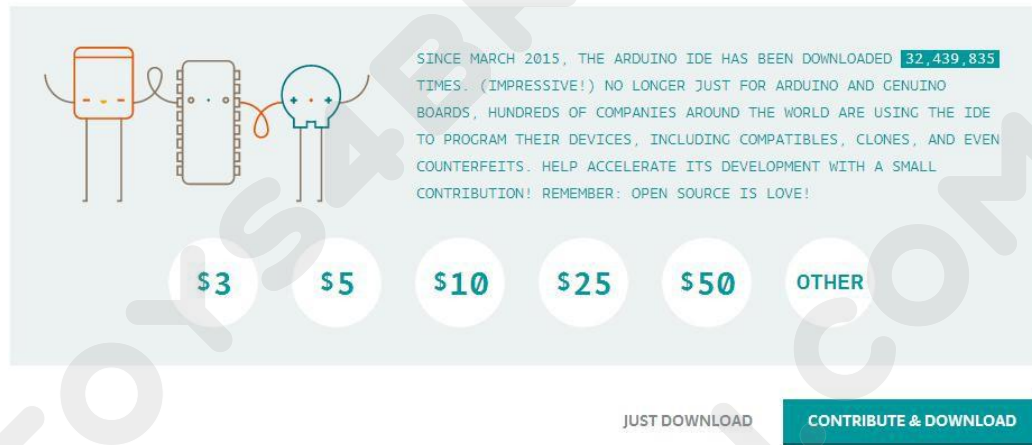 SINCE MARCH 2015, THE ARDUINO IDE HAS BEEN DOWNLOADED 32,439,835
TIMES. (IMPRESSIVE!) NO LONGER JUST FOR ARDUINO AND GENUINO
BOARDS, HUNDREDS OF COMPANIES AROUND THE WORLD ARE USING THE IDE
TO PROGRAM THEIR DEVICES, INCLUDING COMPATIBLES, CLONES, AND EVEN
COUNTERFEITS. HELP ACCELERATE ITS DEVELOPMENT WITH A SMALL
CONTRIBUTION! REMEMBER: OPEN SOURCE IS LOVE!
$3 $5 $10 $25 $50 OTHER
JUST DOWNLOAD CONTRIBUTE & DOWNLOAD